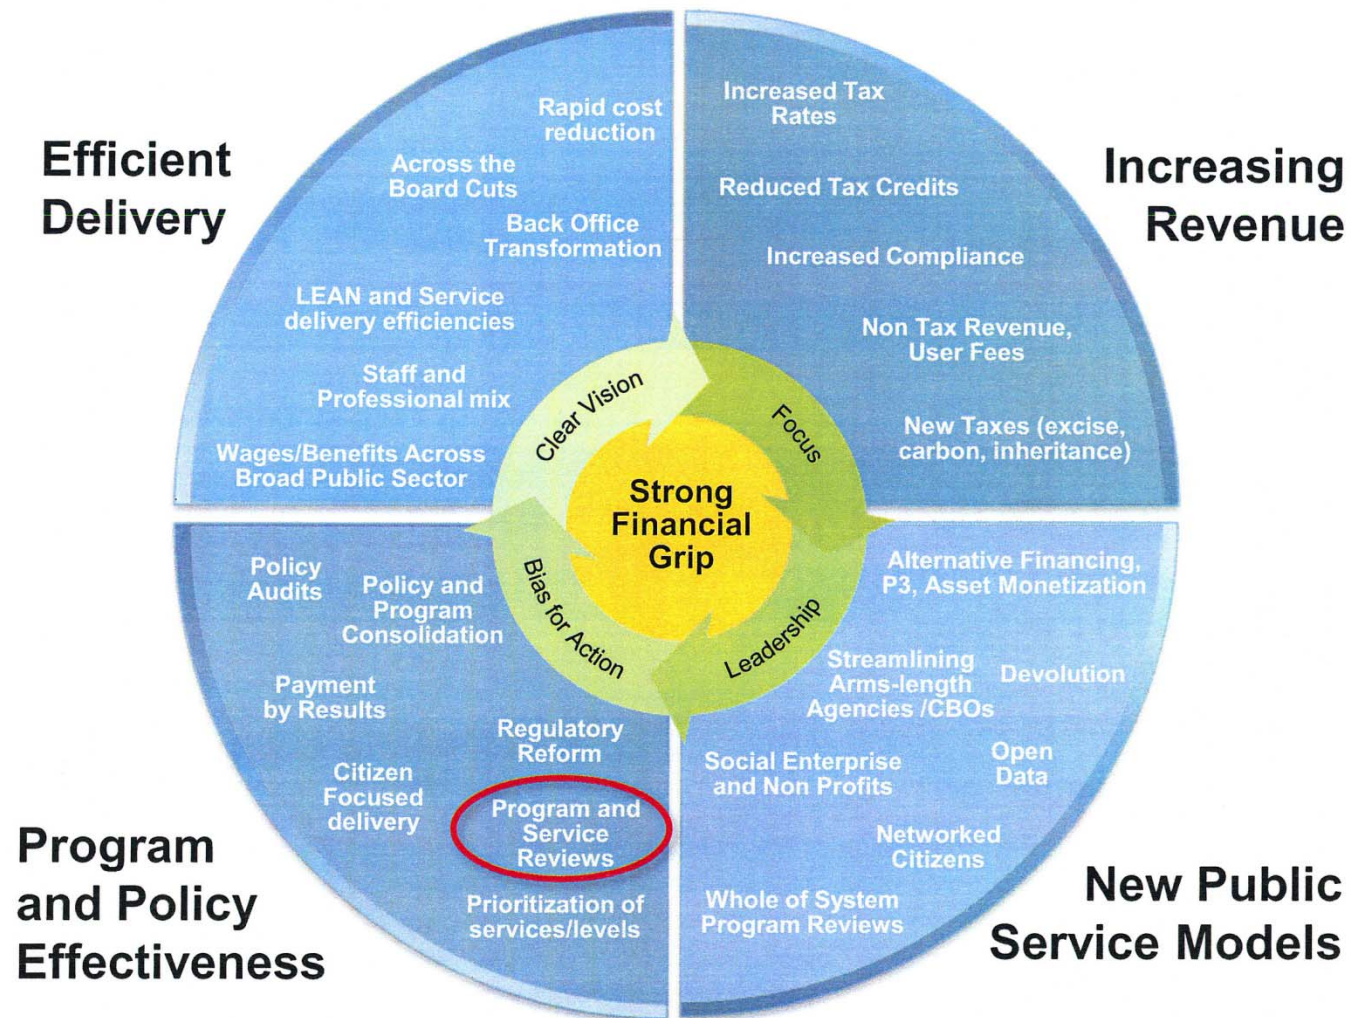 Efficient
Delivery
Rapid cost
reduction
Across the
Board Cuts
Back Office
Transformation
LEAN and Service
delivery efficiencies
Staff and
Professional mix
Wages/Benefits Across
Broad Public Sector
Increasing
Revenue
Increased Tax
Rates
Reduced Tax Credits
Increased Compliance
Non Tax Revenue,
User Fees
New Taxes (excise,
carbon, inheritance)
Clear Vision
Focus
Leadership
Bias for Action
Strong
Financial
Grip
Program
and Policy
Effectiveness
Policy
Audits
Policy and
Program
Consolidation
Payment
by Results
Regulatory
Reform
Citizen
Focused
delivery
Program and
Service
Reviews
Prioritization of
services/levels
New Public
Service Models
Alternative Financing,
P3, Asset Monetization
Streamlining
Arms-length
Agencies /CBOs
Devolution
Social Enterprise
and Non Profits
Open
Data
Networked
Citizens
Whole of System
Program Reviews